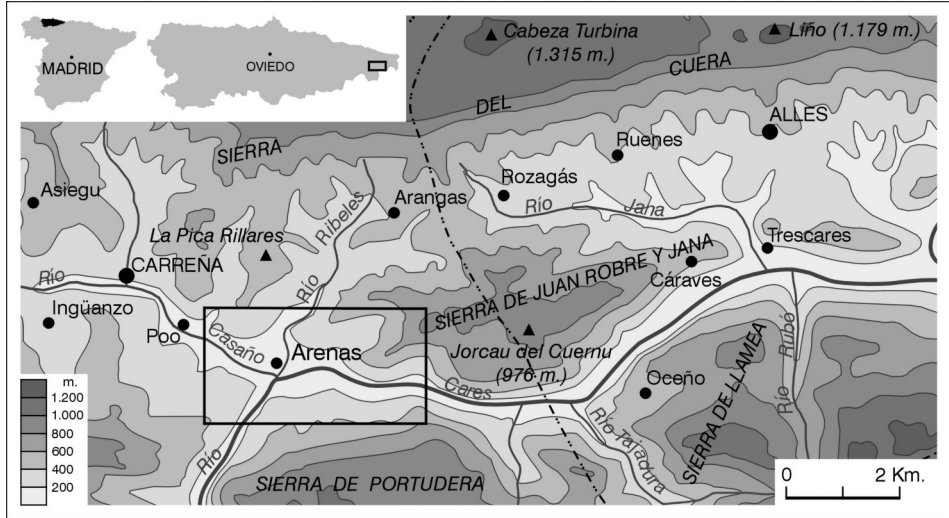 MADRID
OVIEDO
Cabeza Turbina
(1.315 m.)
Liño (1.179 m.)
SIERRA DEL CUERA
ALLES
Ruenes
Asiegu
Arangas
Rozagás
Río Jana
Río Ribeles
La Pica Rillares
Trescares
CARREÑA
SIERRA DE JUAN ROBRE Y JANA
Cáraves
Río Casaño
Ingüanzo
Poo
Arenas
Jorcau del Cuernu
(976 m.)
Río Cares
Oceño
SIERRA DE LLAMEA
Río Rubó
Río Tajadura
SIERRA DE PORTUDERA
m.
1.200
1.000
800
600
400
200
0 2 Km.